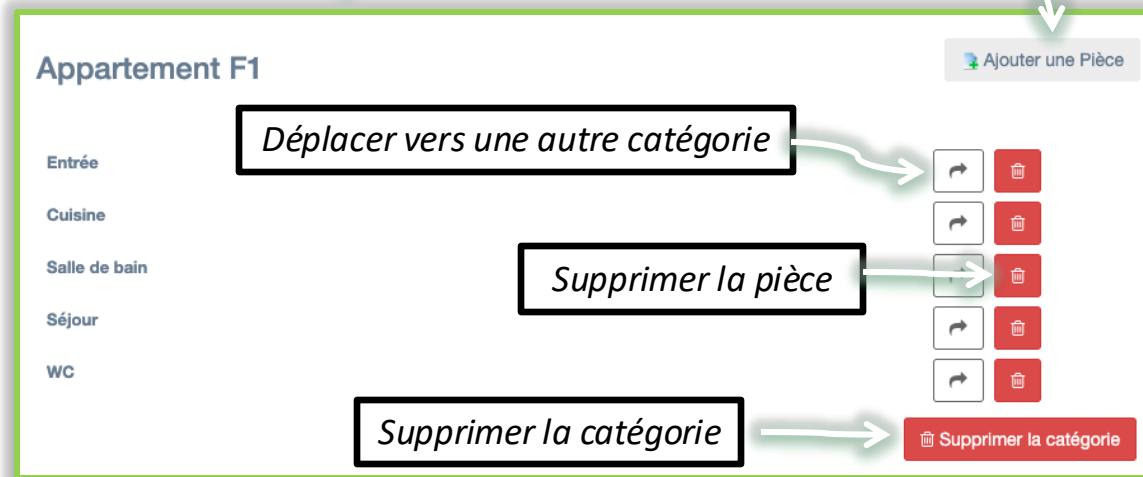 Appartement F1
Ajouter une Pièce
Déplacer vers une autre catégorie
Entrée
Cuisine
Salle de bain
Supprimer la pièce
Séjour
WC
Supprimer la catégorie
Supprimer la catégorie